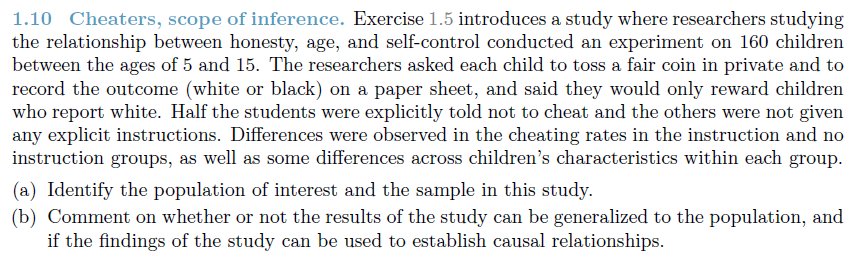 1.10 Cheaters, scope of inference. Exercise 1.5 introduces a study where researchers studying
the relationship between honesty, age, and self-control conducted an experiment on 160 children
between the ages of 5 and 15. The researchers asked each child to toss a fair coin in private and to
record the outcome (white or black) on a paper sheet, and said they would only reward children
who report white. Half the students were explicitly told not to cheat and the others were not given
any explicit instructions. Differences were observed in the cheating rates in the instruction and no
instruction groups, as well as some differences across children's characteristics within each group.
(a) Identify the population of interest and the sample in this study.
(b) Comment on whether or not the results of the study can be generalized to the population, and
if the findings of the study can be used to establish causal relationships.